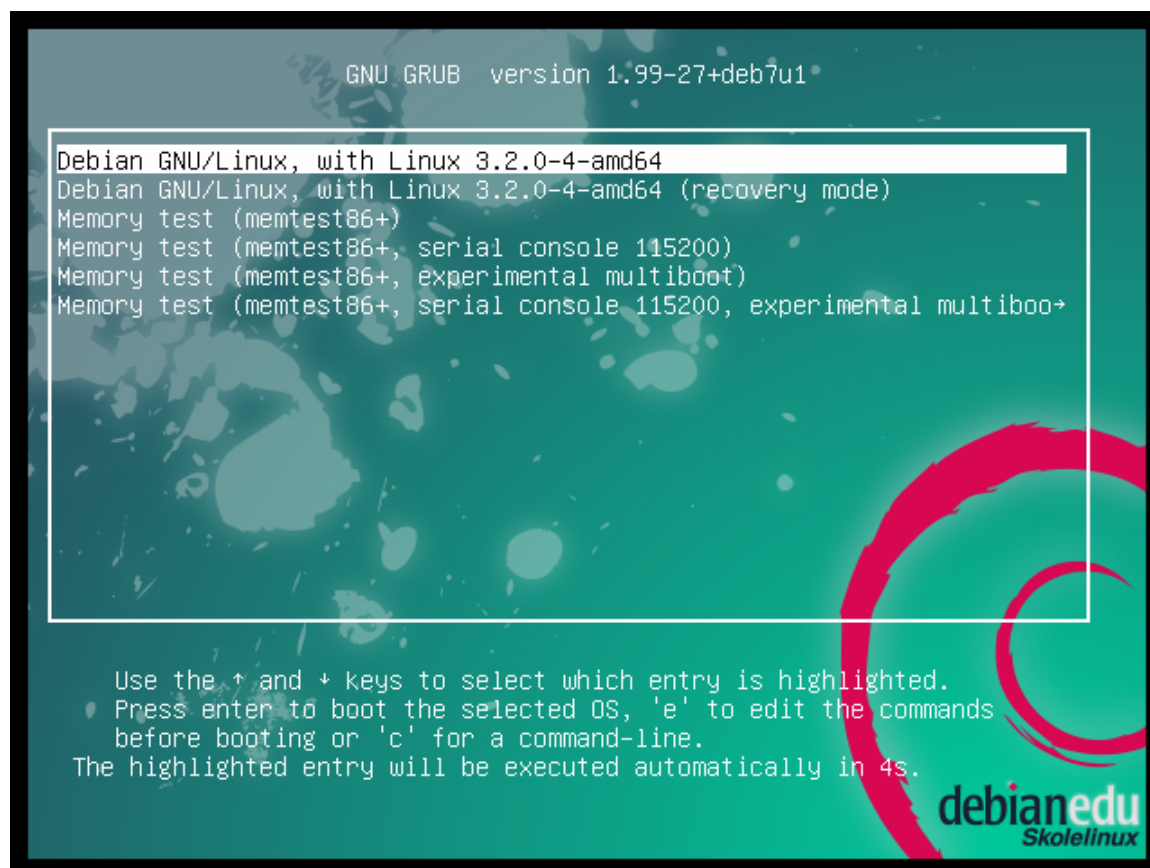 GNU GRUB  version 1.99-27+deb7u1
Debian GNU/Linux, with Linux 3.2.0-4-amd64
Debian GNU/Linux, with Linux 3.2.0-4-amd64 (recovery mode)
Memory test (memtest86+)
Memory test (memtest86+, serial console 115200)
Memory test (memtest86+, experimental multiboot)
Memory test (memtest86+, serial console 115200, experimental multiboo→
Use the ↑ and ↓ keys to select which entry is highlighted.
Press enter to boot the selected OS, 'e' to edit the commands
before booting or 'c' for a command-line.
The highlighted entry will be executed automatically in 4s.
debianedu
Skolelinux